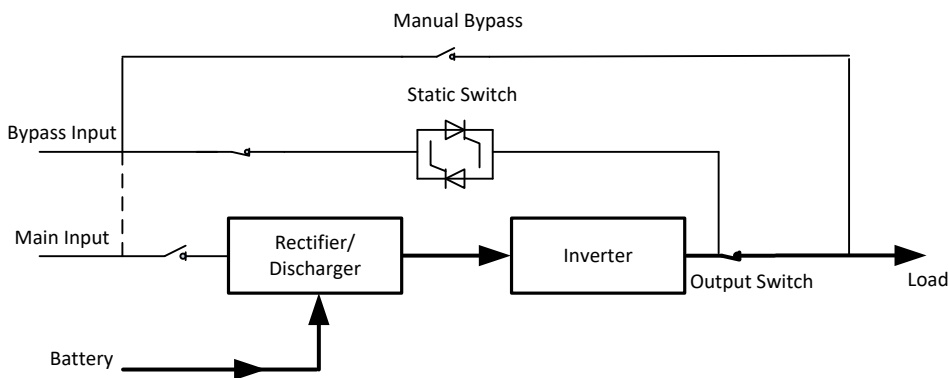 Manual Bypass
Static Switch
Bypass Input
Main Input
Rectifier/
Discharger
Inverter
Output Switch
Load
Battery